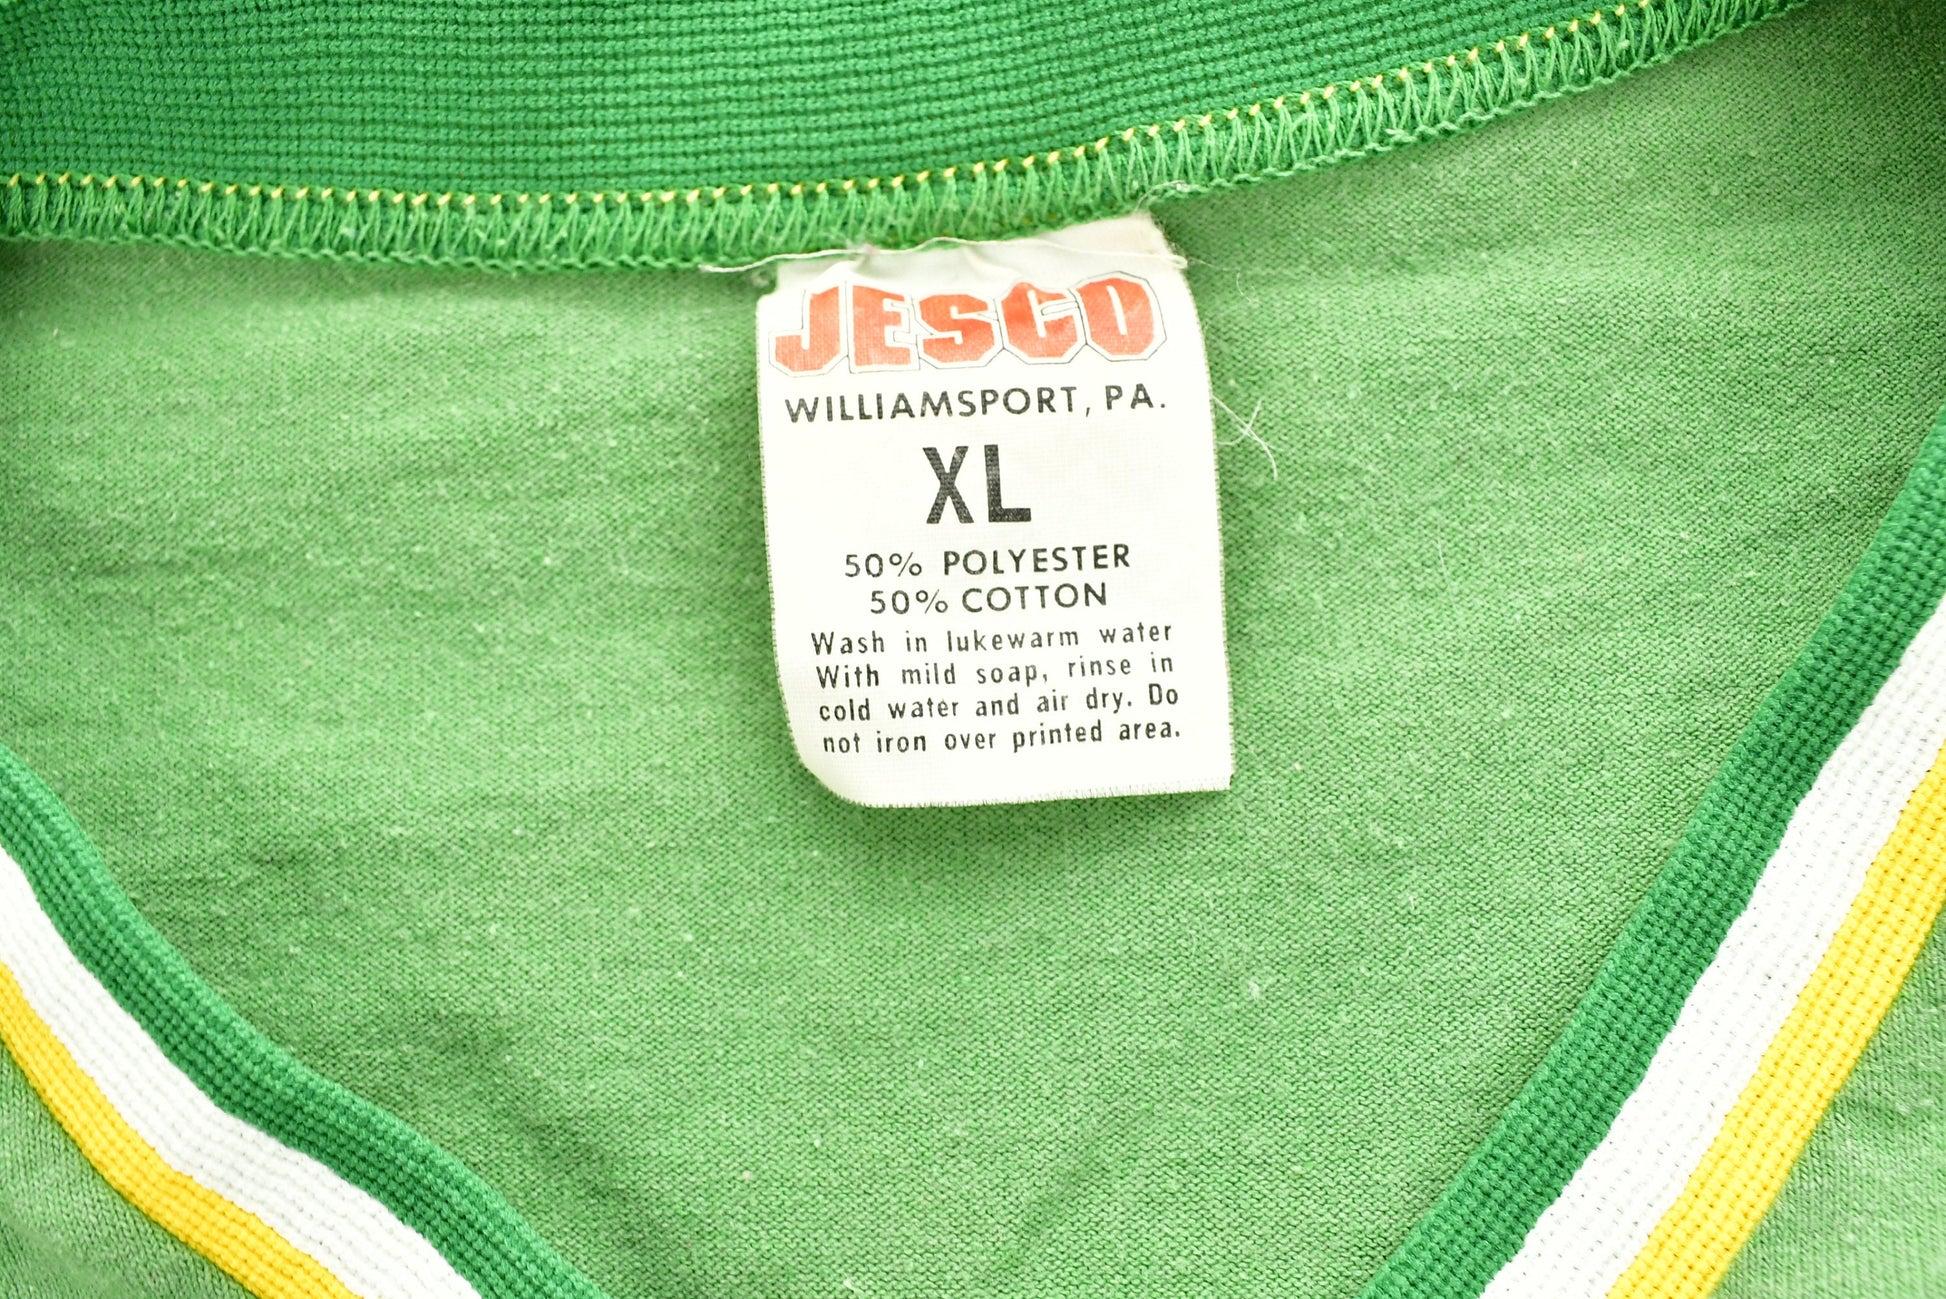 JESCO
WILLIAMSPORT, PA.
XL
50% POLYESTER
50% COTTON
Wash in lukewarm water
With mild soap, rinse in
cold water and air dry. Do
not iron over printed area.